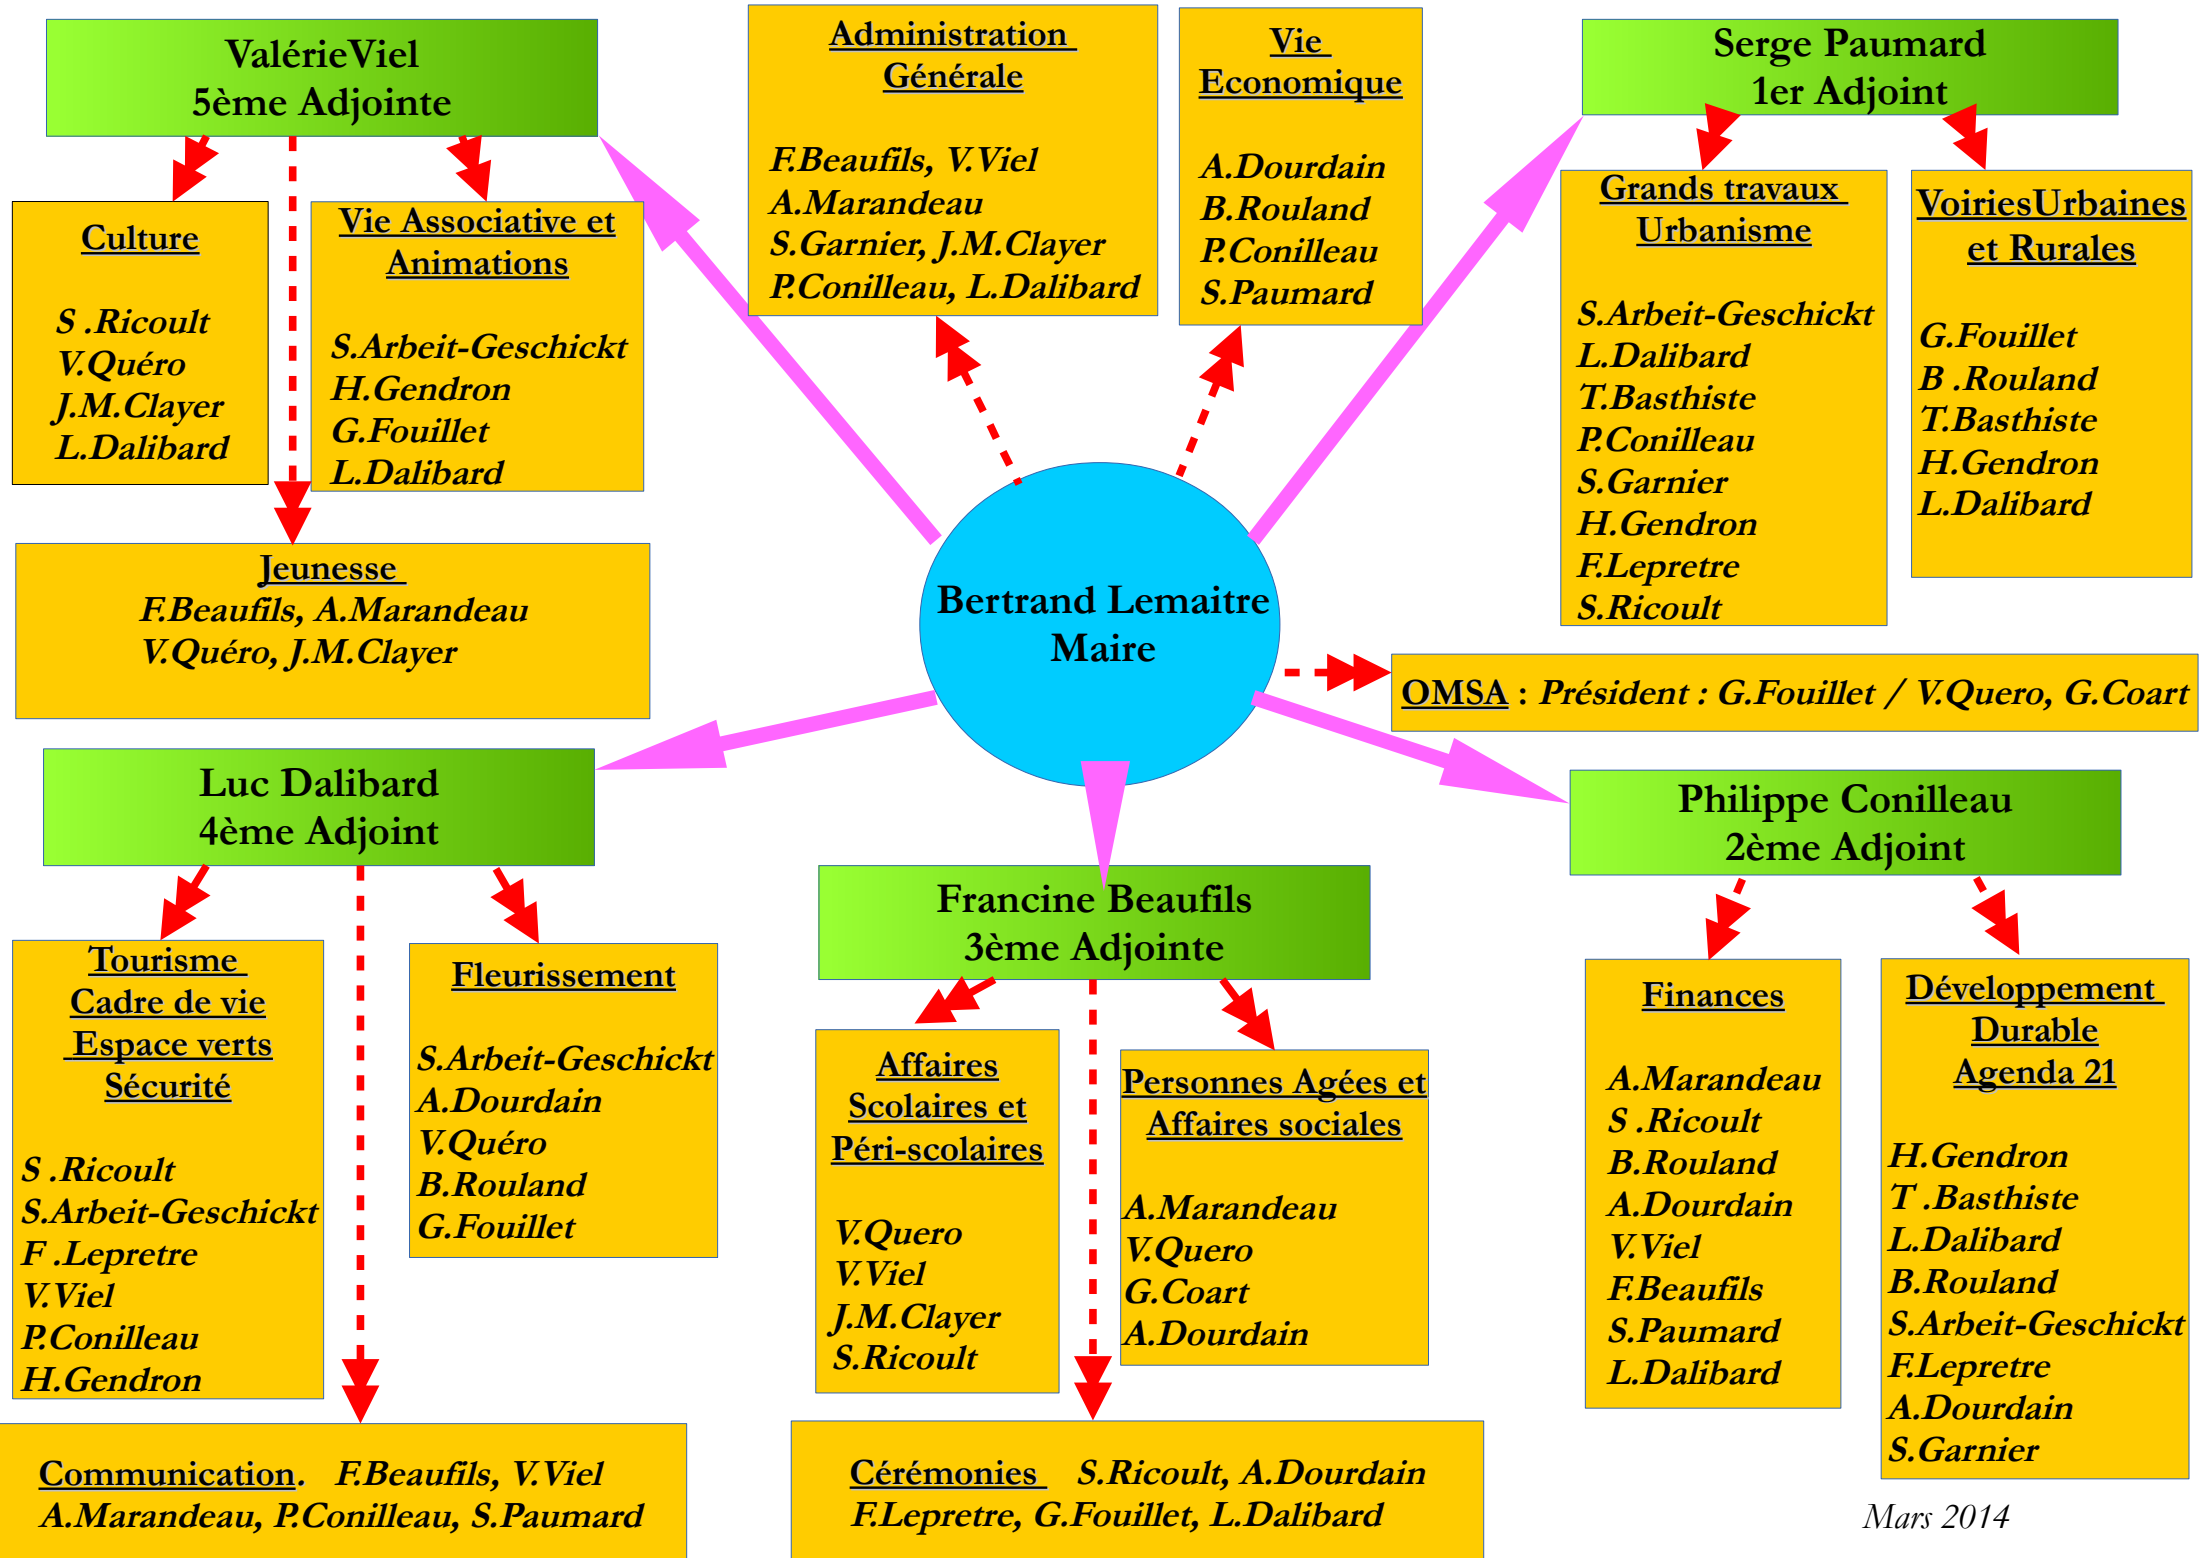 ValérieViel
5ème Adjointe
Culture
S .Ricoult
V.Quéro
J.M.Clayer
L.Dalibard
Vie Associative et
Animations
S.Arbeit-Geschickt
H.Gendron
G.Fouillet
L.Dalibard
Jeunesse
F.Beaufils, A.Marandeau
V.Quéro, J.M.Clayer
Administration
Générale
F.Beaufils, V.Viel
A.Marandeau
S.Garnier, J.M.Clayer
P.Conilleau, L.Dalibard
Vie
Economique
A.Dourdain
B.Rouland
P.Conilleau
S.Paumard
Serge Paumard
1er Adjoint
Grands travaux
Urbanisme
S.Arbeit-Geschickt
L.Dalibard
T.Basthiste
P.Conilleau
S.Garnier
H.Gendron
F.Lepretre
S.Ricoult
VoiriesUrbaines
et Rurales
G.Fouillet
B .Rouland
T.Basthiste
H.Gendron
L.Dalibard
Bertrand Lemaitre
Maire
OMSA : Président : G.Fouillet / V.Quero, G.Coart
Luc Dalibard
4ème Adjoint
Tourisme
Cadre de vie
Espace verts
Sécurité
S .Ricoult
S.Arbeit-Geschickt
F .Lepretre
V.Viel
P.Conilleau
H.Gendron
Fleurissement
S.Arbeit-Geschickt
A.Dourdain
V.Quéro
B.Rouland
G.Fouillet
Communication. F.Beaufils, V.Viel
A.Marandeau, P.Conilleau, S.Paumard
Francine Beaufils
3ème Adjointe
Affaires
Scolaires et
Péri-scolaires
V.Quero
V.Viel
J.M.Clayer
S.Ricoult
Personnes Agées et
Affaires sociales
A.Marandeau
V.Quero
G.Coart
A.Dourdain
Cérémonies S.Ricoult, A.Dourdain
F.Lepretre, G.Fouillet, L.Dalibard
Philippe Conilleau
2ème Adjoint
Finances
A.Marandeau
S .Ricoult
B.Rouland
A.Dourdain
V.Viel
F.Beaufils
S.Paumard
L.Dalibard
Développement
Durable
Agenda 21
H.Gendron
T .Basthiste
L.Dalibard
B.Rouland
S.Arbeit-Geschickt
F.Lepretre
A.Dourdain
S.Garnier
Mars 2014